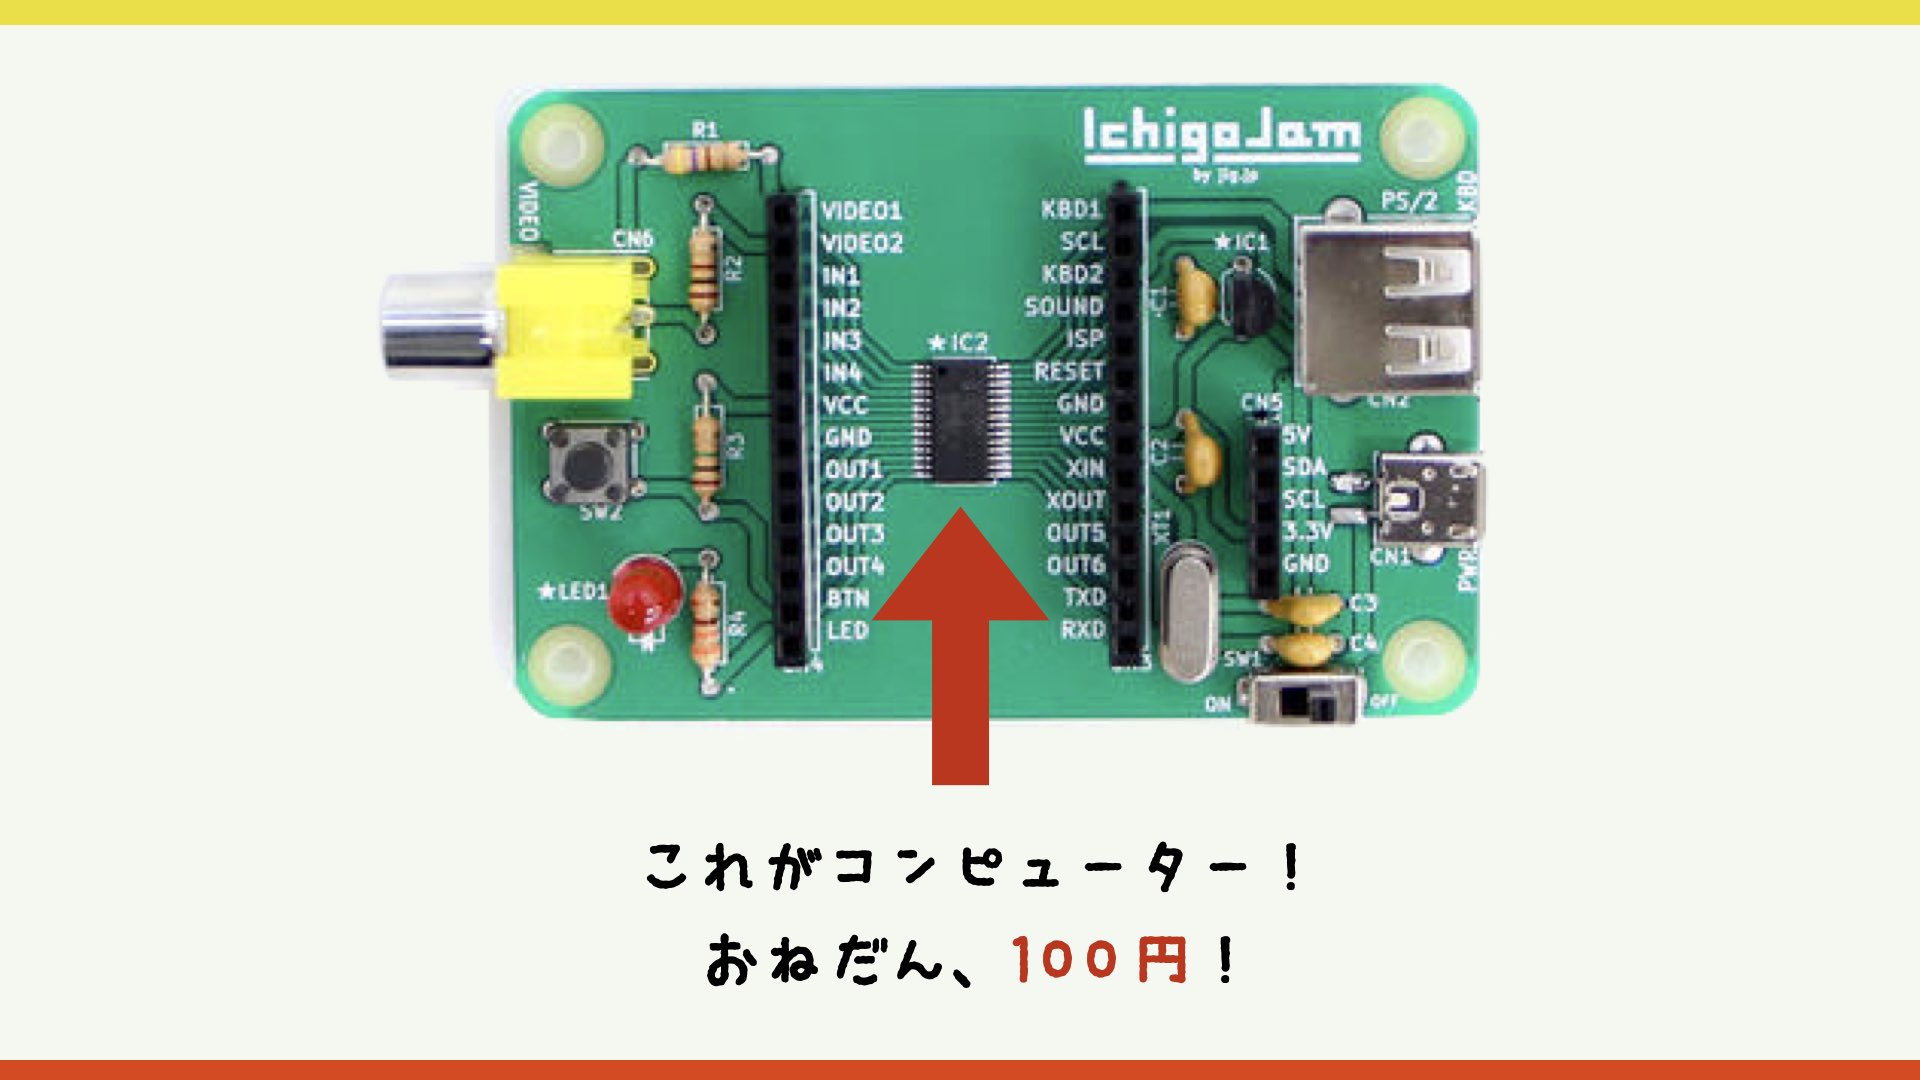 IchigoJam
by jig.jp
R1
VIDEO
CN6
R2
R3
SW2
★LED1
R4
VIDEO1
VIDEO2
IN1
IN2
IN3
IN4
VCC
GND
OUT1
OUT2
OUT3
OUT4
BTN
LED
★IC2
KBD1
SCL
KBD2
SOUND
ISP
RESET
GND
VCC
XIN
XOUT
OUT5
OUT6
TXD
RXD
★IC1
C1
C2
XT1
PS/2
KBD
CN2
CN5
5V
SDA
SCL
3.3V
GND
CN1
PWR
C3
C4
SW1
ON
OFF
これがコンピューター！
おねだん、100円！